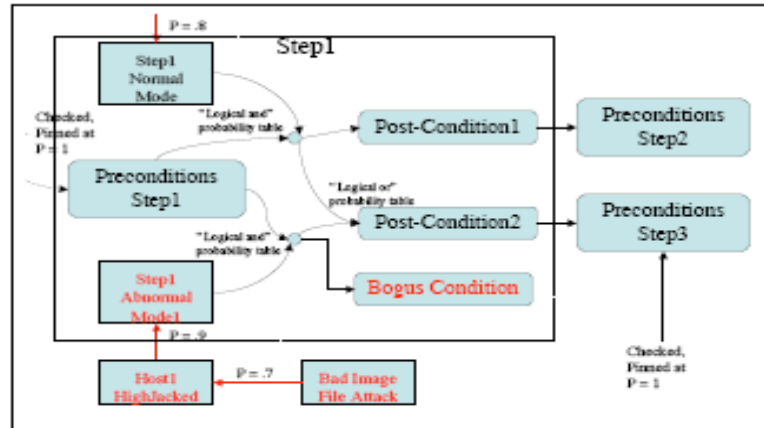 P = .8
Step1
Step1
Normal
Mode
Checked,
Pinned at
P = 1
"Logical and"
probability table
Post-Condition1
Preconditions
Step2
Preconditions
Step1
"Logical or"
probability table
Post-Condition2
Preconditions
Step3
"Logical and"
probability table
Step1
Abnormal
Mode1
Bogus Condition
P = .9
Host1
HighJacked
P = .7
Bad Image
File Attack
Checked,
Pinned at
P = 1